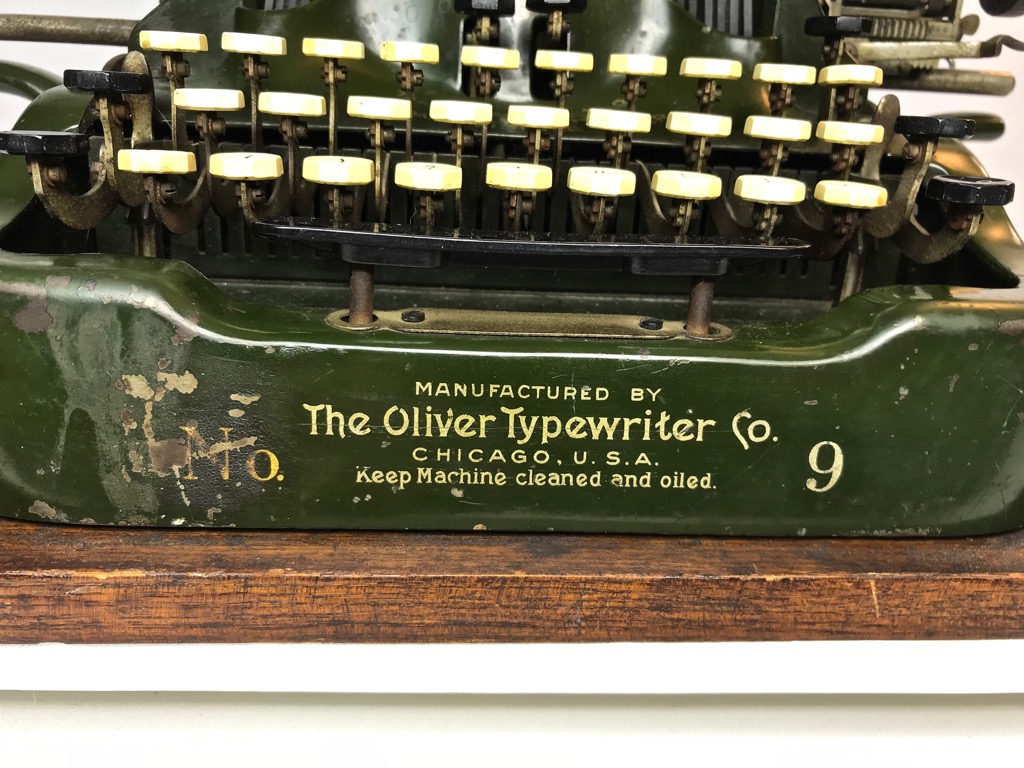 MANUFACTURED BY
The Oliver Typewriter Co.
CHICAGO, U.S.A.
No. 9
Keep Machine cleaned and oiled.